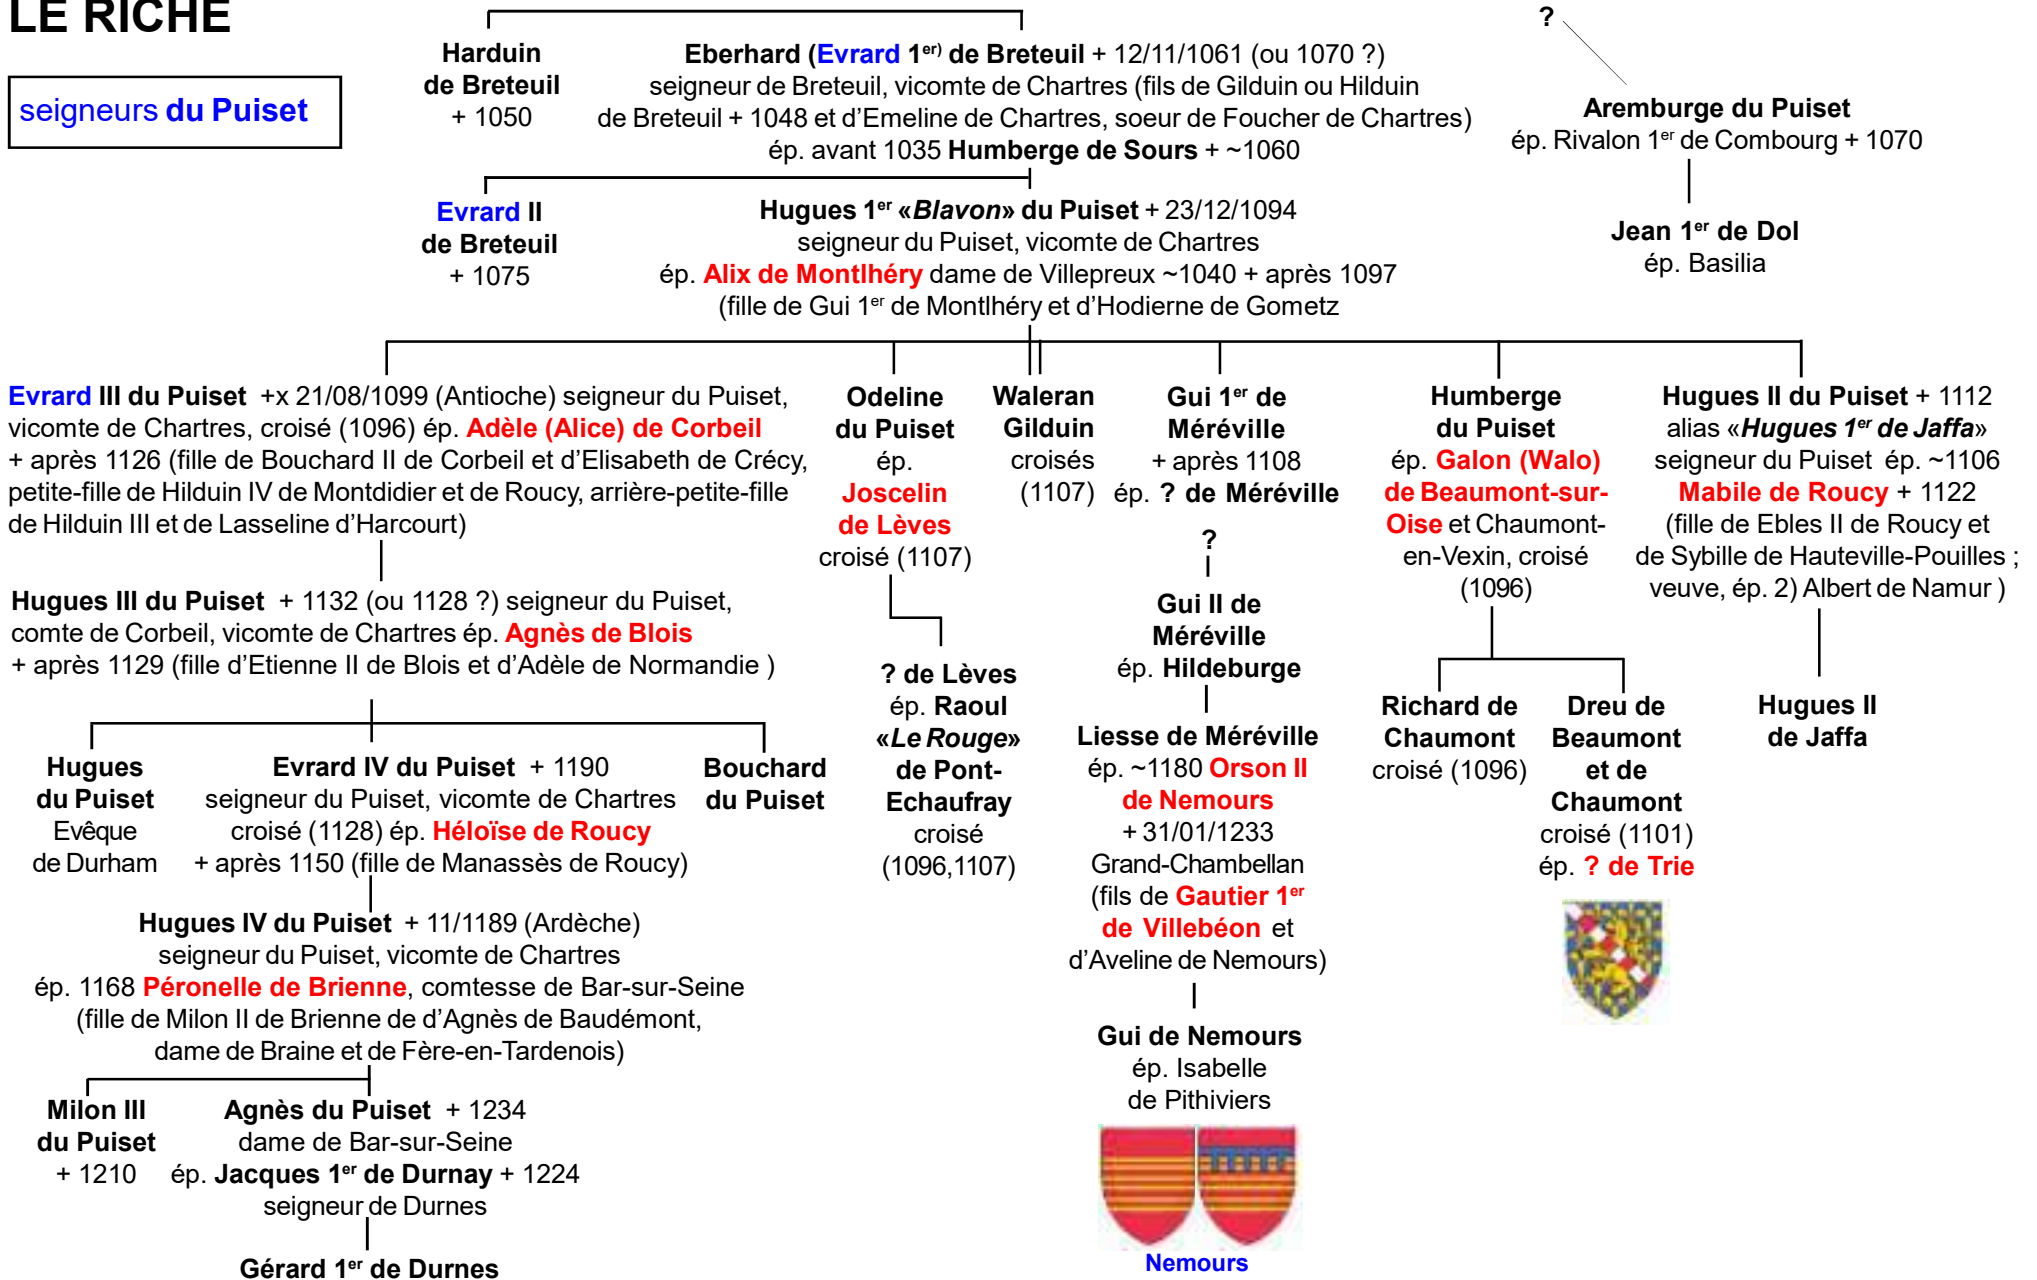 LE RICHE
seigneurs du Puiset
Harduin
de Breteuil
+ 1050
Eberhard (Evrard 1er) de Breteuil + 12/11/1061 (ou 1070 ?)
seigneur de Breteuil, vicomte de Chartres (fils de Gilduin ou Hilduin
de Breteuil + 1048 et d’Emeline de Chartres, soeur de Foucher de Chartres)
ép. avant 1035 Humberge de Sours + ~1060
?
Aremburge du Puiset
ép. Rivalon 1er de Combourg + 1070
Jean 1er de Dol
ép. Basilia
Evrard II
de Breteuil
+ 1075
Hugues 1er «Blavon» du Puiset + 23/12/1094
seigneur du Puiset, vicomte de Chartres
ép. Alix de Montlhéry dame de Villepreux ~1040 + après 1097
(fille de Gui 1er de Montlhéry et d’Hodierne de Gometz
Evrard III du Puiset +x 21/08/1099 (Antioche) seigneur du Puiset,
vicomte de Chartres, croisé (1096) ép. Adèle (Alice) de Corbeil
+ après 1126 (fille de Bouchard II de Corbeil et d’Elisabeth de Crécy,
petite-fille de Hilduin IV de Montdidier et de Roucy, arrière-petite-fille
de Hilduin III et de Lasseline d’Harcourt)
Odeline
du Puiset
ép.
Joscelin
de Lèves
croisé (1107)
Waleran
Gilduin
croisés
(1107)
Gui 1er de
Méréville
+ après 1108
ép. ? de Méréville
Humberge
du Puiset
ép. Galon (Walo)
de Beaumont-sur-
Oise et Chaumont-
en-Vexin, croisé
(1096)
Hugues II du Puiset + 1112
alias «Hugues 1er de Jaffa»
seigneur du Puiset ép. ~1106
Mabile de Roucy + 1122
(fille de Ebles II de Roucy et
de Sybille de Hauteville-Pouilles ;
veuve, ép. 2) Albert de Namur )
Hugues III du Puiset + 1132 (ou 1128 ?) seigneur du Puiset,
comte de Corbeil, vicomte de Chartres ép. Agnès de Blois
+ après 1129 (fille d’Etienne II de Blois et d’Adèle de Normandie )
? de Lèves
ép. Raoul
«Le Rouge»
de Pont-
Echaufray
croisé
(1096,1107)
?
Gui II de
Méréville
ép. Hildeburge
Liesse de Méréville
ép. ~1180 Orson II
de Nemours
+ 31/01/1233
Grand-Chambellan
(fils de Gautier 1er
de Villebéon et
d’Aveline de Nemours)
Gui de Nemours
ép. Isabelle
de Pithiviers
Nemours
Richard de
Chaumont
croisé (1096)
Dreu de
Beaumont
et de
Chaumont
croisé (1101)
ép. ? de Trie
Hugues II
de Jaffa
Hugues
du Puiset
Evêque
de Durham
Evrard IV du Puiset + 1190
seigneur du Puiset, vicomte de Chartres
croisé (1128) ép. Héloïse de Roucy
+ après 1150 (fille de Manassès de Roucy)
Bouchard
du Puiset
Hugues IV du Puiset + 11/1189 (Ardèche)
seigneur du Puiset, vicomte de Chartres
ép. 1168 Péronelle de Brienne, comtesse de Bar-sur-Seine
(fille de Milon II de Brienne de d’Agnès de Baudémont,
dame de Braine et de Fère-en-Tardenois)
Milon III
du Puiset
+ 1210
Agnès du Puiset + 1234
dame de Bar-sur-Seine
ép. Jacques 1er de Durnay + 1224
seigneur de Durnes
Gérard 1er de Durnes